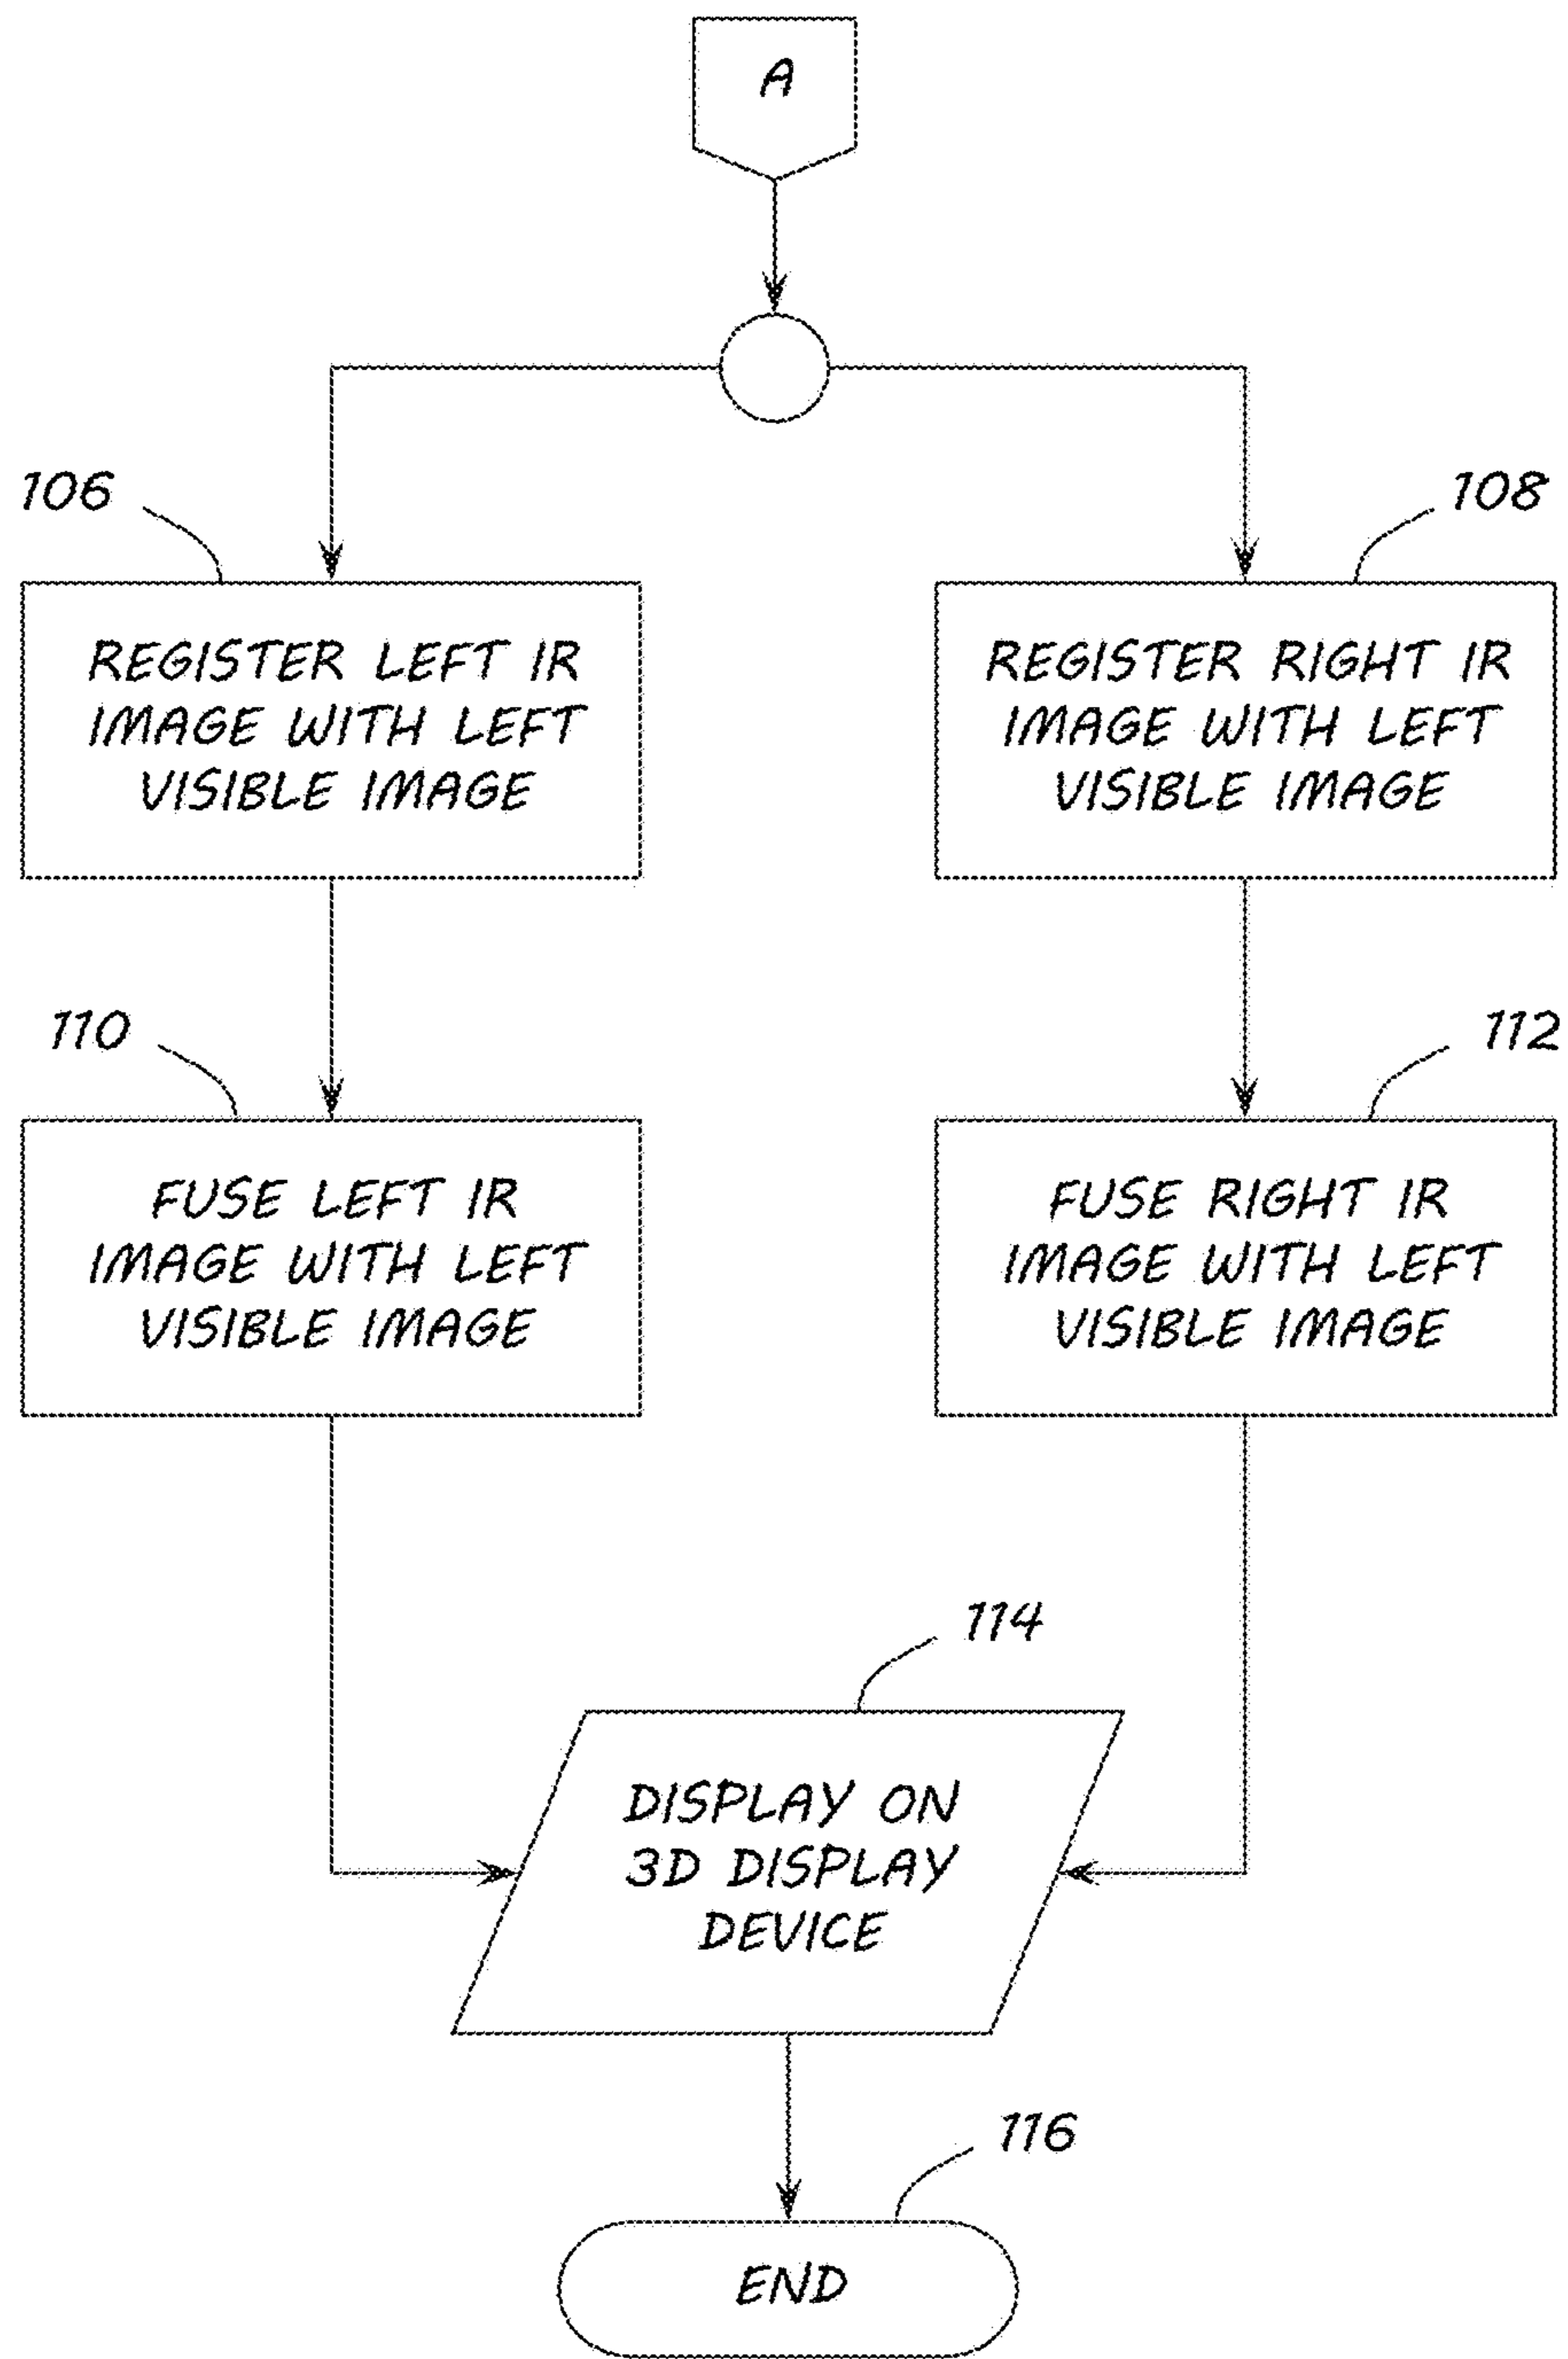 A
106
108
REGISTER LEFT IR
IMAGE WITH LEFT
VISIBLE IMAGE
REGISTER RIGHT IR
IMAGE WITH LEFT
VISIBLE IMAGE
110
112
FUSE LEFT IR
IMAGE WITH LEFT
VISIBLE IMAGE
FUSE RIGHT IR
IMAGE WITH LEFT
VISIBLE IMAGE
114
DISPLAY ON
3D DISPLAY
DEVICE
116
END